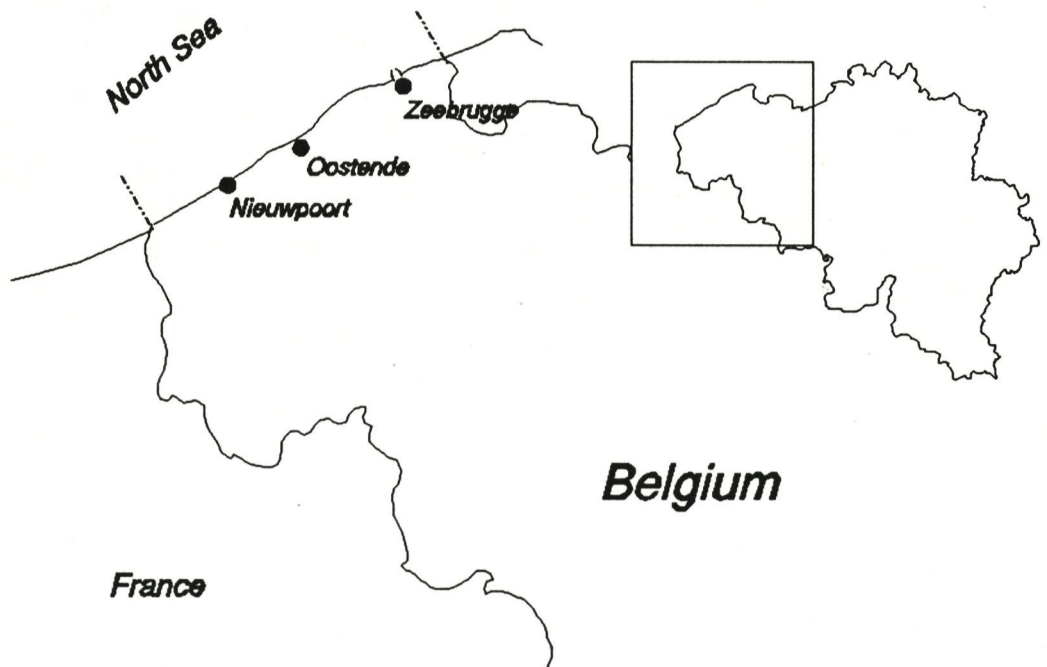 North Sea
Zeebrugge
Oostende
Nieuwpoort
Belgium
France